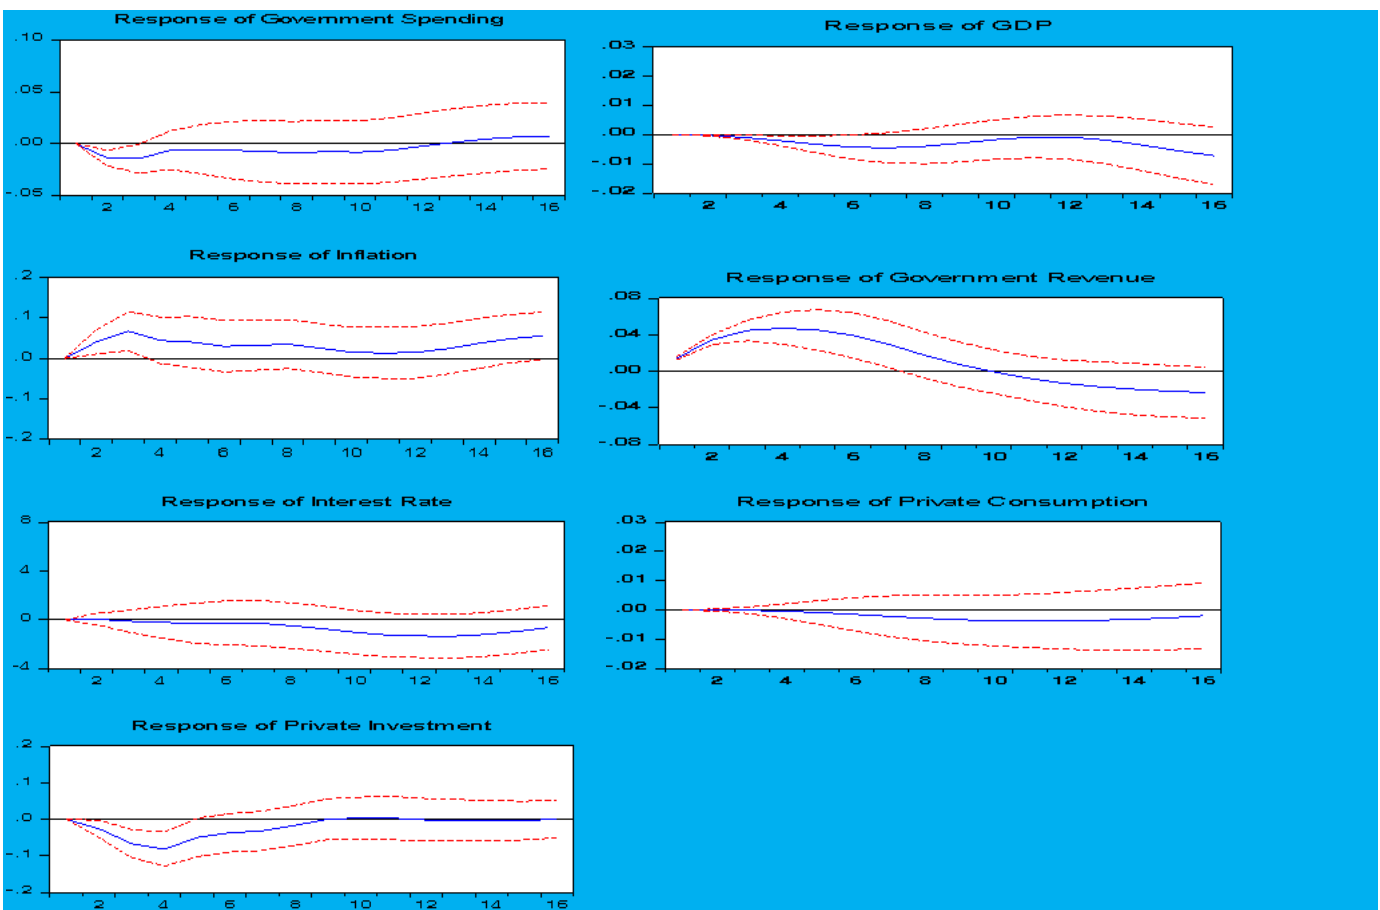 Response of Government Spending
.10
.05
.00
-.05
2 4 6 8 10 12 14 16
Response of GDP
.03
.02
.01
.00
-.01
-.02
2 4 6 8 10 12 14 16
Response of Inflation
.2
.1
.0
-.1
-.2
2 4 6 8 10 12 14 16
Response of Government Revenue
.08
.04
.00
-.04
-.08
2 4 6 8 10 12 14 16
Response of Interest Rate
8
4
0
-4
2 4 6 8 10 12 14 16
Response of Private Consumption
.03
.02
.01
.00
-.01
-.02
2 4 6 8 10 12 14 16
Response of Private Investment
.2
.1
.0
-.1
-.2
2 4 6 8 10 12 14 16